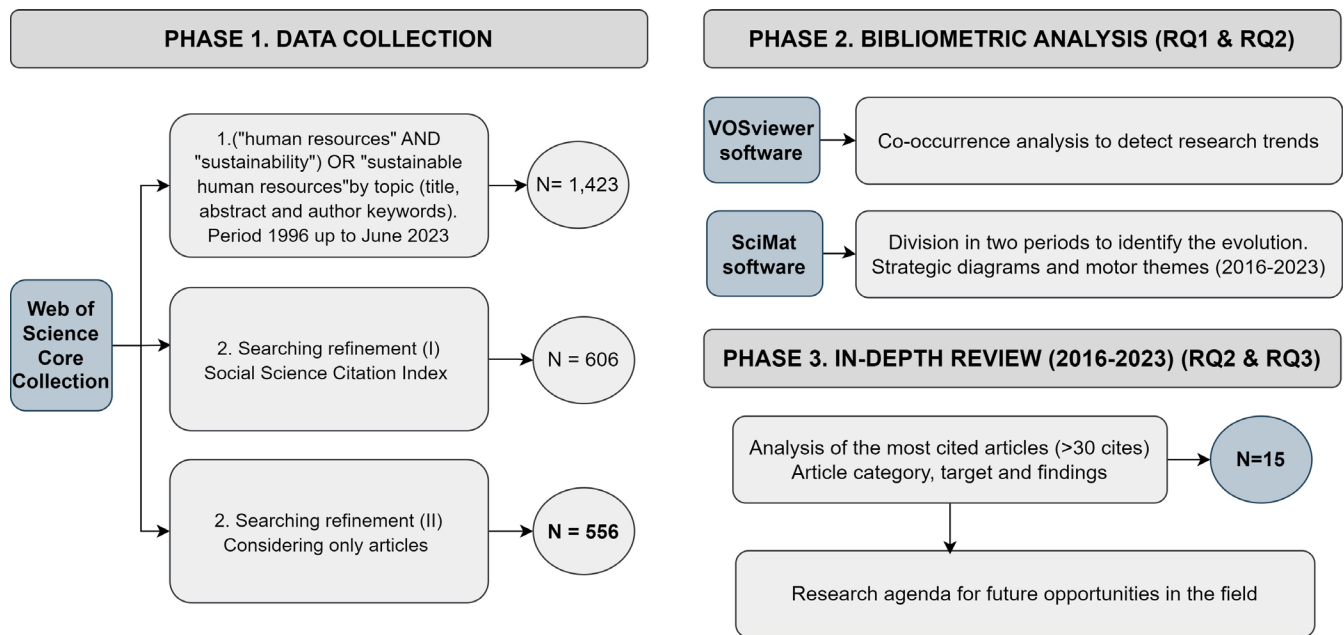 PHASE 1. DATA COLLECTION
Web of
Science
Core
Collection
1.("human resources" AND
"sustainability") OR "sustainable
human resources"by topic (title,
abstract and author keywords).
Period 1996 up to June 2023
N= 1,423
2. Searching refinement (I)
Social Science Citation Index
N = 606
2. Searching refinement (II)
Considering only articles
N = 556
PHASE 2. BIBLIOMETRIC ANALYSIS (RQ1 & RQ2)
VOSviewer
software
Co-occurrence analysis to detect research trends
SciMat
software
Division in two periods to identify the evolution.
Strategic diagrams and motor themes (2016-2023)
PHASE 3. IN-DEPTH REVIEW (2016-2023) (RQ2 & RQ3)
Analysis of the most cited articles (>30 cites)
Article category, target and findings
N=15
Research agenda for future opportunities in the field